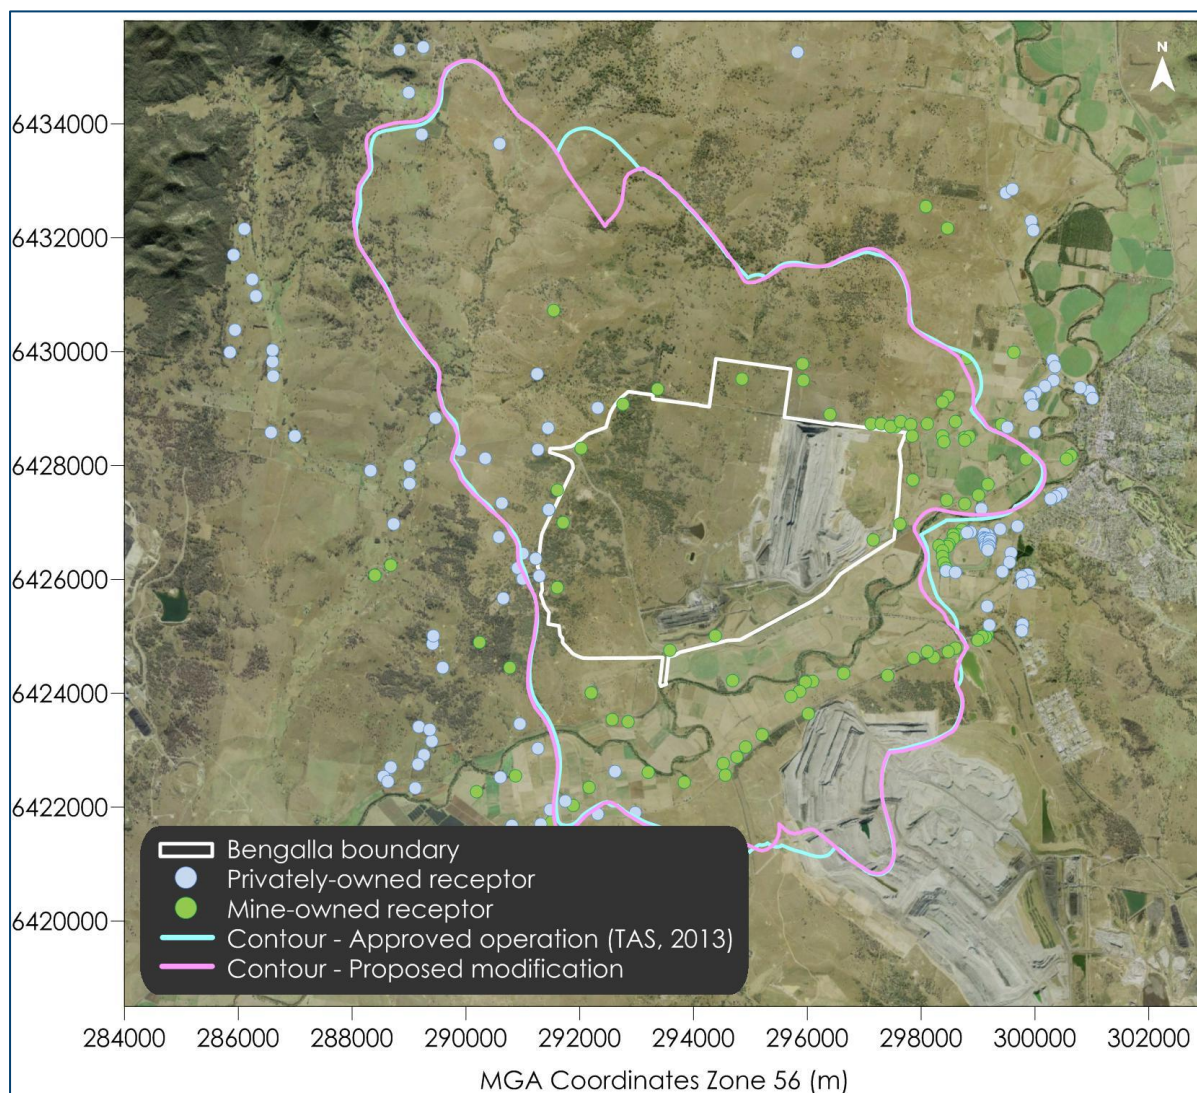 N
6434000
6432000
6430000
6428000
6426000
6424000
6422000
6420000
Bengalla boundary
Privately-owned receptor
Mine-owned receptor
Contour - Approved operation (TAS, 2013)
Contour - Proposed modification
284000 286000 288000 290000 292000 294000 296000 298000 300000 302000
MGA Coordinates Zone 56 (m)